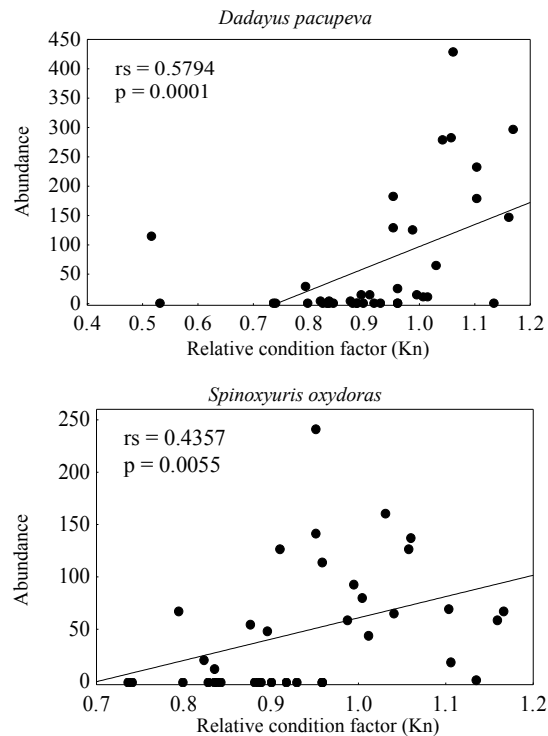 Dadayus pacupeva
450
400
350
300
250
200
150
100
50
0
rs = 0.5794
p = 0.0001
Abundance
0.4 0.5 0.6 0.7 0.8 0.9 1.0 1.1 1.2
Relative condition factor (Kn)
Spinoxyuris oxydoras
250
200
150
100
50
0
rs = 0.4357
p = 0.0055
Abundance
0.7 0.8 0.9 1.0 1.2 1.2
Relative condition factor (Kn)